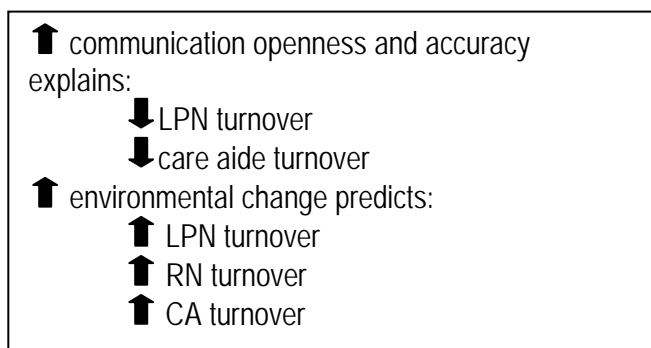 ⬆ communication openness and accuracy
explains:
⬇ LPN turnover
⬇ care aide turnover
⬆ environmental change predicts:
⬆ LPN turnover
⬆ RN turnover
⬆ CA turnover